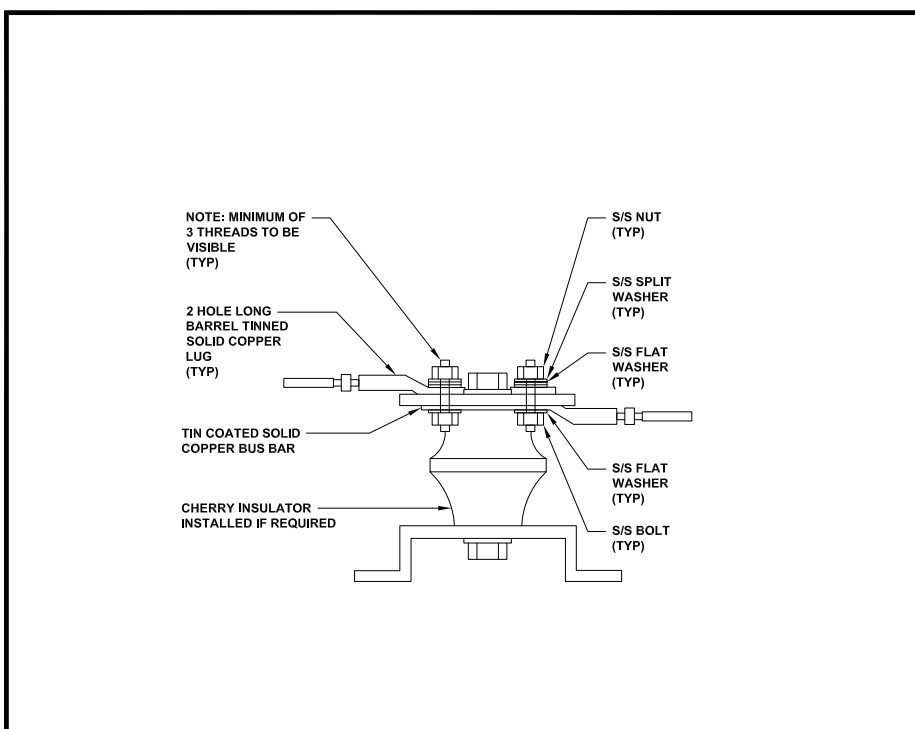 NOTE: MINIMUM OF
3 THREADS TO BE
VISIBLE
(TYP)
2 HOLE LONG
BARREL TINNED
SOLID COPPER
LUG
(TYP)
TIN COATED SOLID
COPPER BUS BAR
CHERRY INSULATOR
INSTALLED IF REQUIRED
S/S NUT
(TYP)
S/S SPLIT
WASHER
(TYP)
S/S FLAT
WASHER
(TYP)
S/S FLAT
WASHER
(TYP)
S/S BOLT
(TYP)